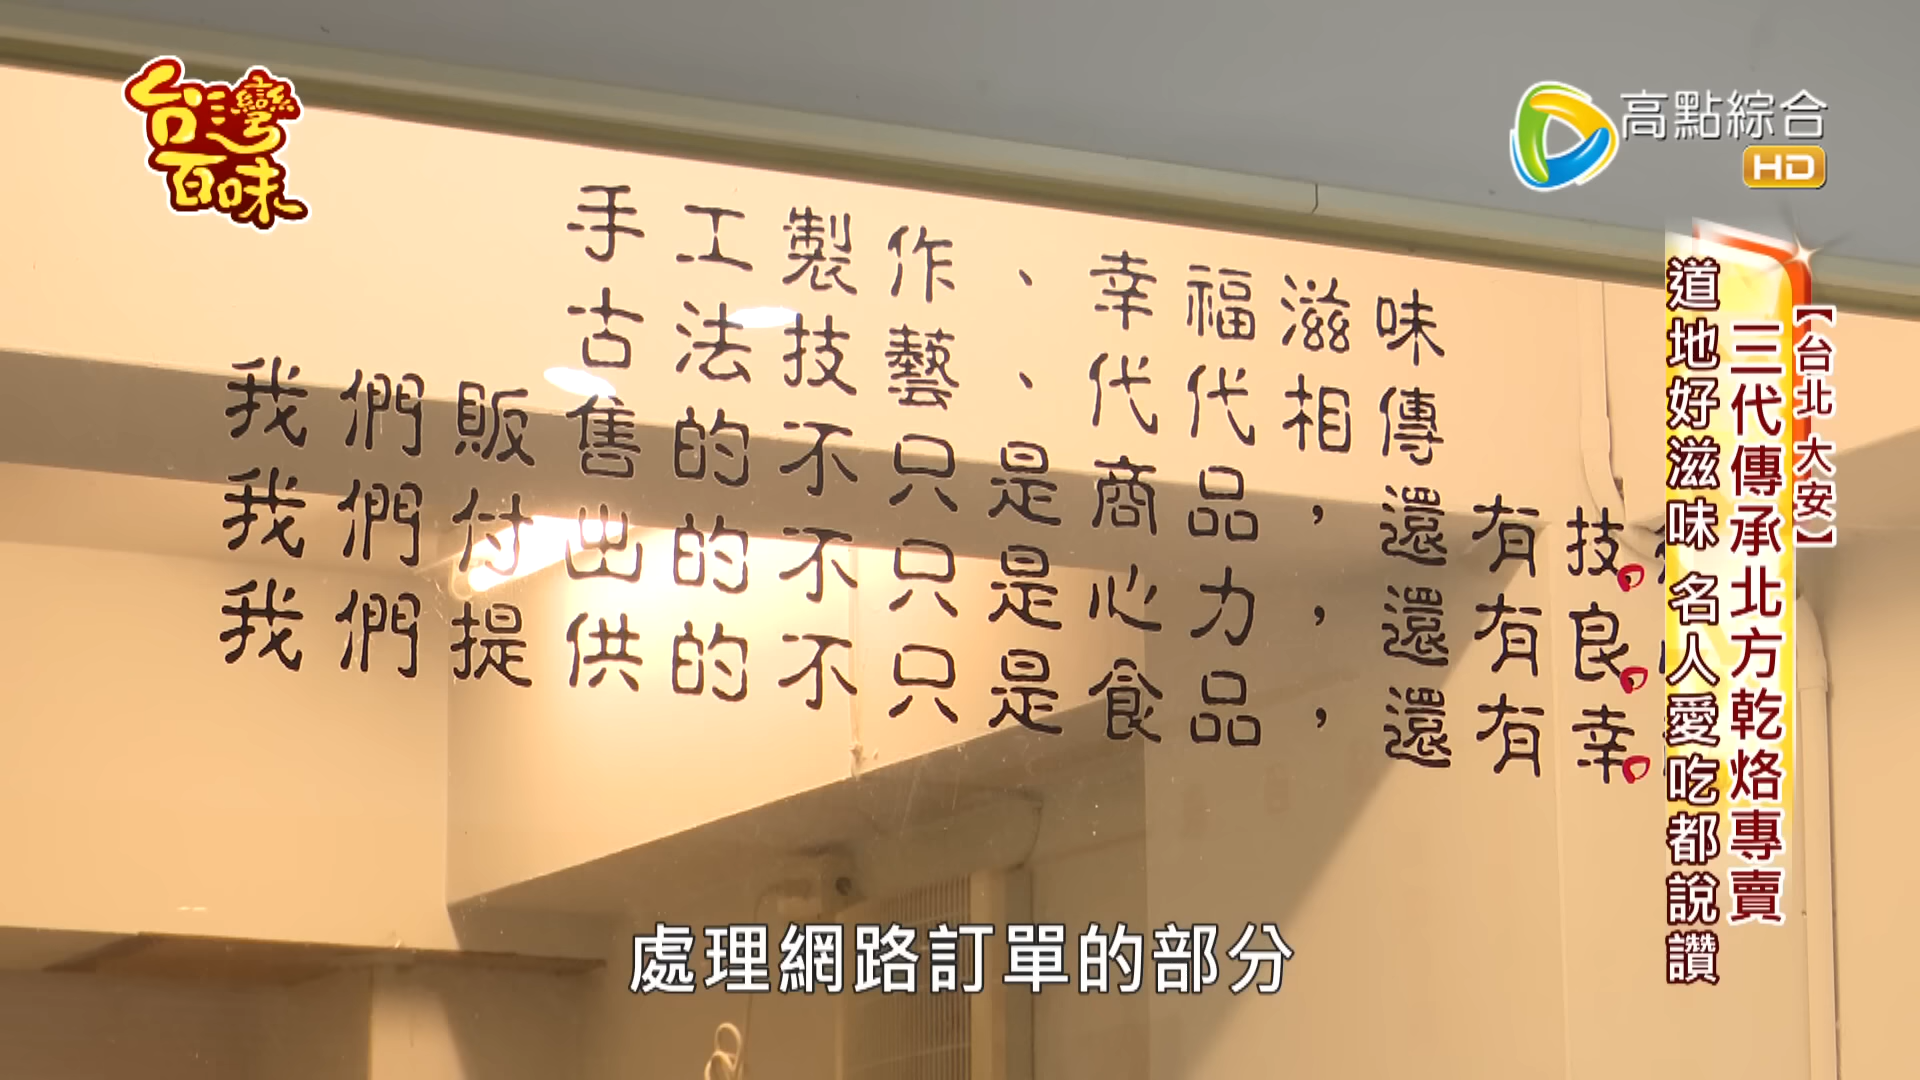 台灣
百味
高點綜合
HD
手工製作、幸福滋味
古法技藝、代代相傳
我們販售的不只是商品，還有技
我們付出的不只是心力，還有良
我們提供的不只是食品，還有幸
【台北 大安】
三代傳承北方乾烙專賣
道地好滋味 名人愛吃都說讚
處理網路訂單的部分